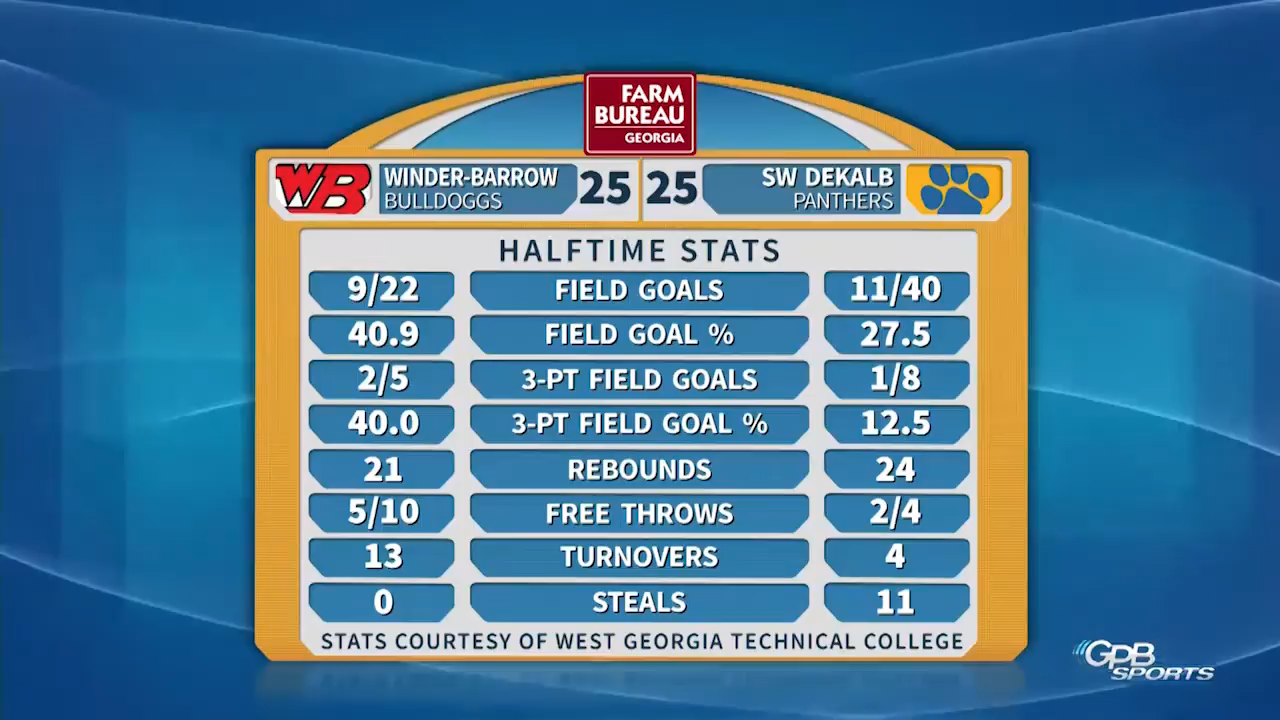 FARM
BUREAU
GEORGIA
WB WINDER-BARROW 25 25 SW DEKALB
BULLDOGGS PANTHERS
HALFTIME STATS
9/22 FIELD GOALS 11/40
40.9 FIELD GOAL % 27.5
2/5 3-PT FIELD GOALS 1/8
40.0 3-PT FIELD GOAL % 12.5
21 REBOUNDS 24
5/10 FREE THROWS 2/4
13 TURNOVERS 4
0 STEALS 11
STATS COURTESY OF WEST GEORGIA TECHNICAL COLLEGE
GPB
SPORTS